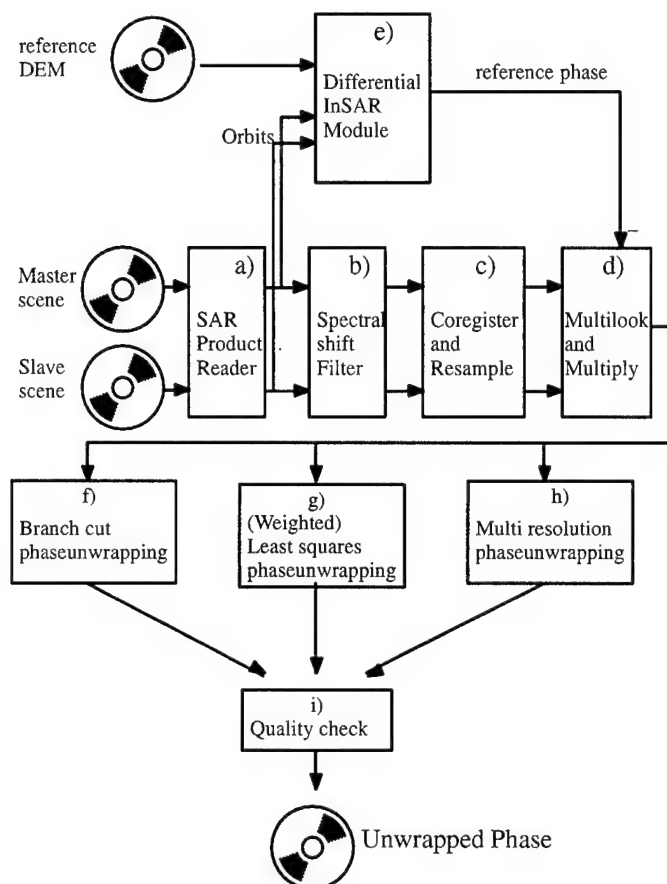 reference
DEM
e)
Differential
InSAR
Module
reference phase
Orbits
–
Master
scene
Slave
scene
a)
SAR
Product
Reader
b)
Spectral
shift
Filter
c)
Coregister
and
Resample
d)
Multilook
and
Multiply
f)
Branch cut
phaseunwrapping
g)
(Weighted)
Least squares
phaseunwrapping
h)
Multi resolution
phaseunwrapping
i)
Quality check
Unwrapped Phase